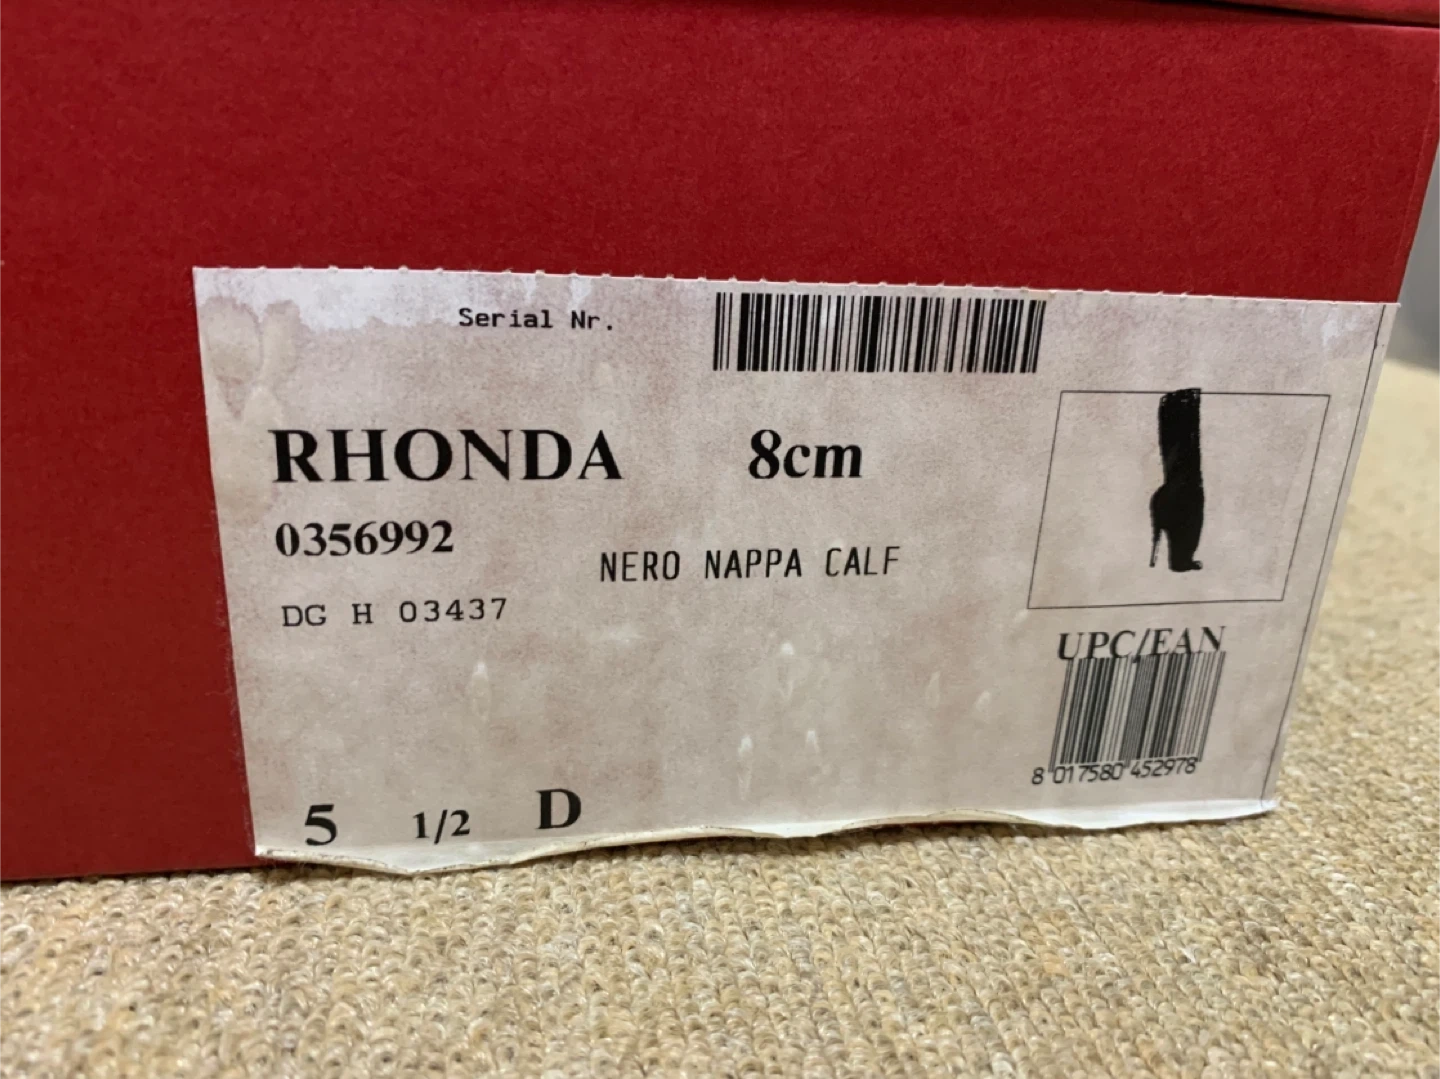 Serial Nr.
RHONDA 8cm
0356992
NERO NAPPA CALF
DG H 03437
UPC/EAN
8 017580 452978
5 1/2 D